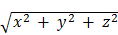 √(x² + y² + z²)